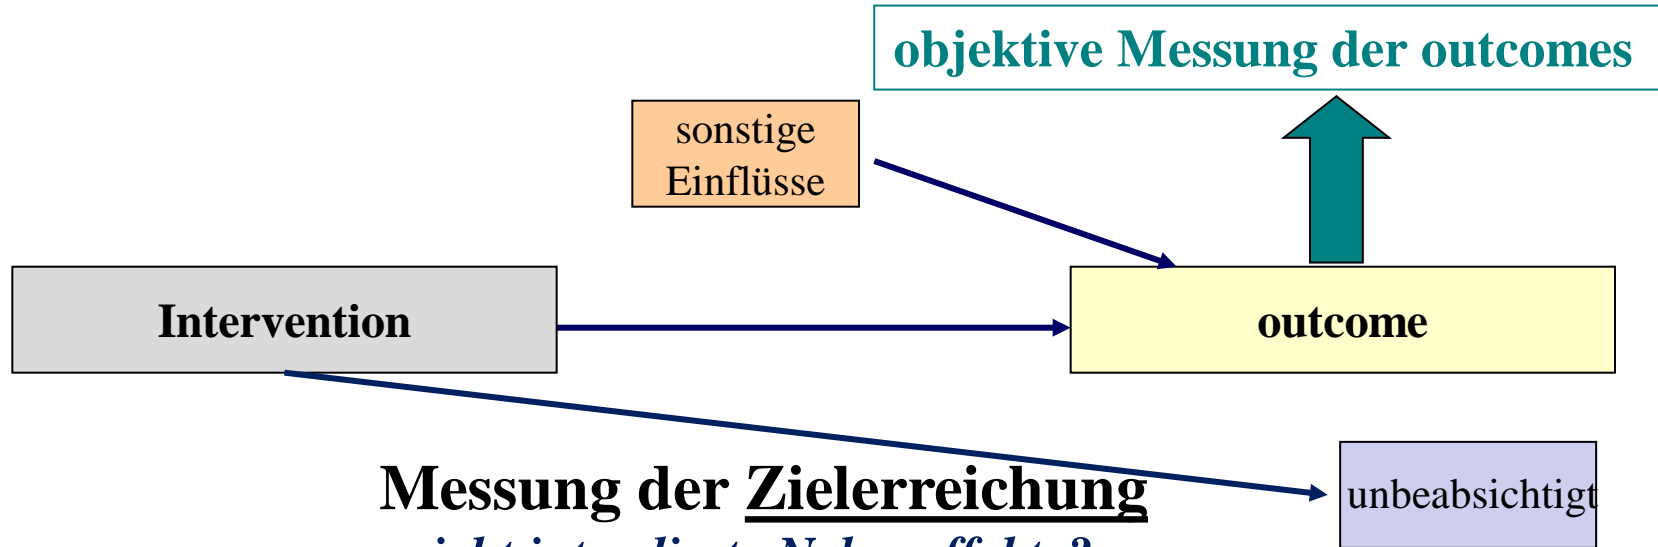 objektive Messung der outcomes
sonstige
Einflüsse
Intervention
outcome
Messung der Zielerreichung
unbeabsichtigt